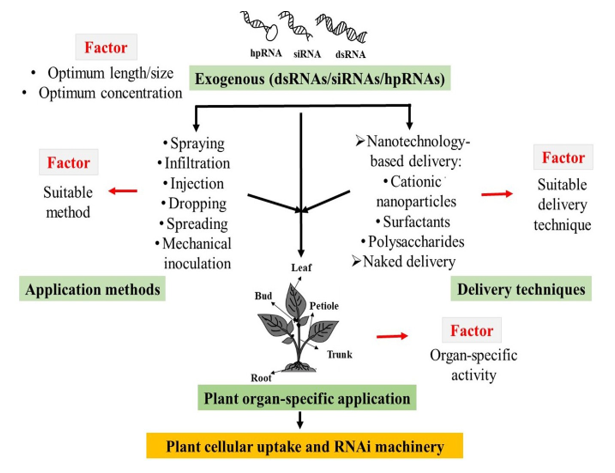 hpRNA siRNA dsRNA
Factor
• Optimum length/size
• Optimum concentration
Exogenous (dsRNAs/siRNAs/hpRNAs)
Factor
Suitable
method
• Spraying
• Infiltration
• Injection
• Dropping
• Spreading
• Mechanical
inoculation
Application methods
➢Nanotechnology-
based delivery:
• Cationic
nanoparticles
• Surfactants
• Polysaccharides
➢Naked delivery
Factor
Suitable
delivery
technique
Delivery techniques
Leaf
Bud
Petiole
Trunk
Root
Factor
Organ-specific
activity
Plant organ-specific application
Plant cellular uptake and RNAi machinery